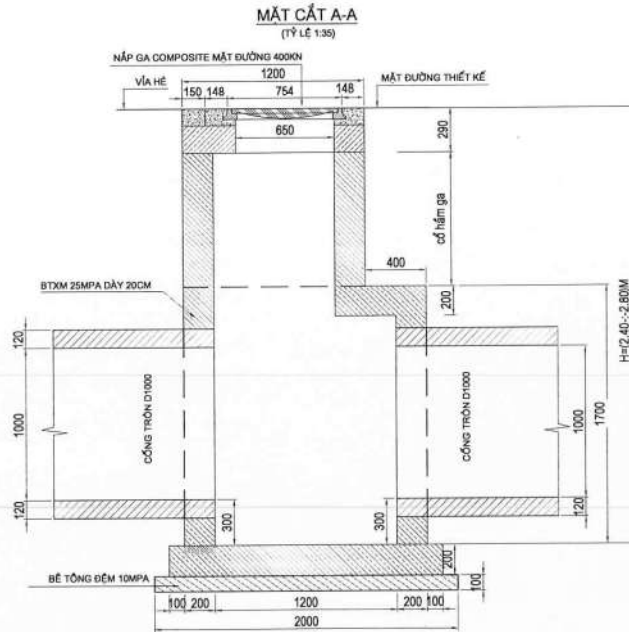 MẶT CẮT A-A
(TỶ LỆ 1:35)
NẮP GA COMPOSITE MẶT ĐƯỜNG 400KN
1200
VỈA HÈ
MẶT ĐƯỜNG THIẾT KẾ
150 148 754 148
650
290
cổ hầm ga
400
BTXM 25MPA DÀY 20CM
200
H=(2.40-:-2.80)M
120
1000
CỐNG TRÒN D1000
CỐNG TRÒN D1000
1000
1700
120
300
300
120
200
BÊ TÔNG ĐỆM 10MPA
100
100 200 1200 200 100
2000